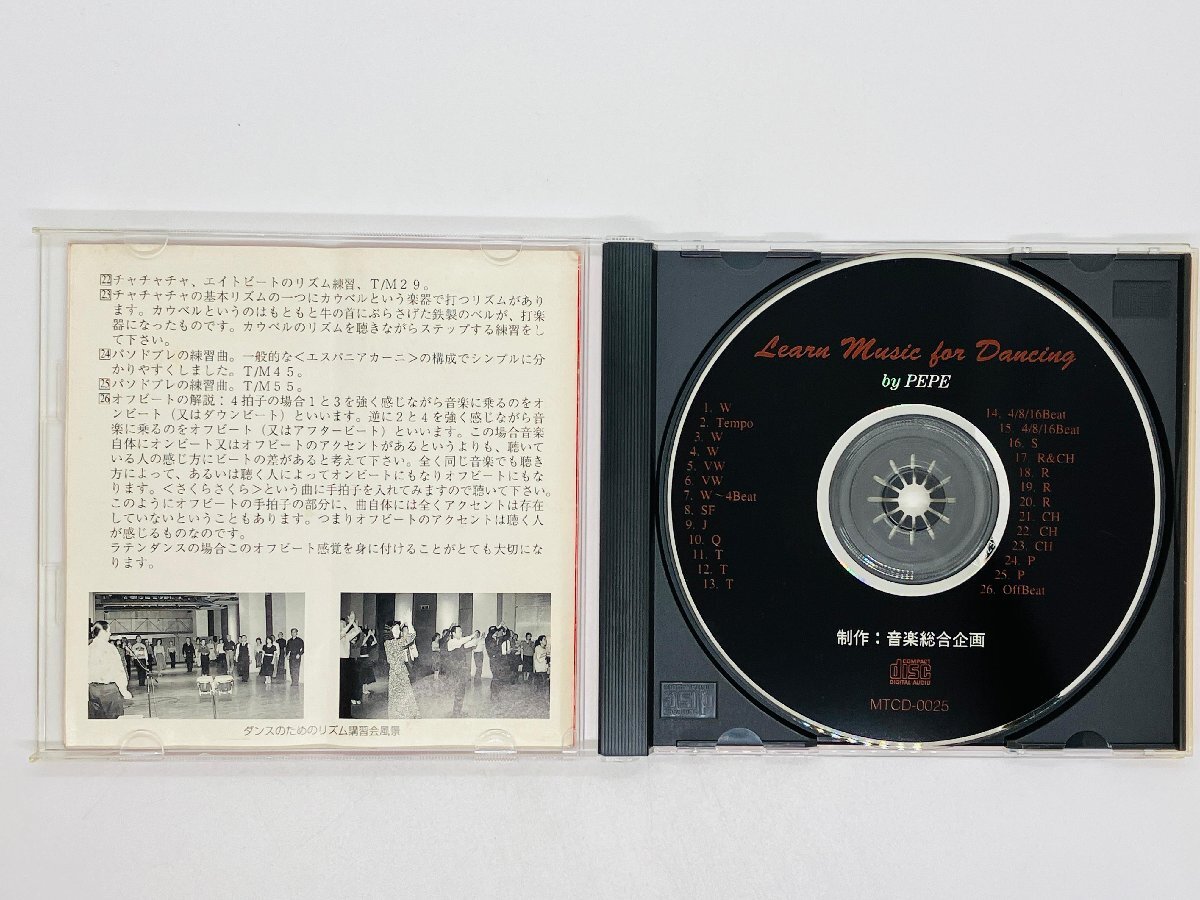 22 チャチャチャ、エイトビートのリズム練習、T/M29。
23 チャチャチャの基本リズムの一つにカウベルという楽器で打つリズムがあり
ます。カウベルというのはもともと牛の首にぶらさげた鉄製のベルが、打楽
器になったものです。カウベルのリズムを聴きながらステップする練習をし
て下さい。
24 パソドブレの練習曲。一般的な<エスパニアカーニ>の構成でシンプルに分
かりやすくしました。T/M45。
25 パソドブレの練習曲。T/M55。
26 オフビートの解説：4拍子の場合1と3を強く感じながら音楽に乗るのをオ
ンビート（又はダウンビート）といいます。逆に2と4を強く感じながら音
楽に乗るのをオフビート（又はアフタービート）といいます。この場合音楽
自体にオンビート又はオフビートのアクセントがあるというよりも、聴いて
いる人の感じ方にビートの差があると考えて下さい。全く同じ音楽でも聴き
方によって、あるいは聴く人によってオンビートにもなりオフビートにもな
ります。<さくらさくら>という曲に手拍子を入れてみますので聴いて下さい。
このようにオフビートの手拍子の部分に、曲自体には全くアクセントは存在
していないということもあります。つまりオフビートのアクセントは聴く人
が感じるものなのです。
ラテンダンスの場合このオフビート感覚を身に付けることがとても大切にな
ります。
ダンスのためのリズム講習会風景
Learn Music for Dancing
by PEPE
1. W
2. Tempo
3. W
4. W
5. VW
6. VW
7. W～4Beat
8. SF
9. J
10. Q
11. T
12. T
13. T
14. 4/8/16Beat
15. 4/8/16Beat
16. S
17. R&CH
18. R
19. R
20. R
21. CH
22. CH
23. CH
24. P
25. P
26. OffBeat
制作：音楽総合企画
COMPACT
disc
DIGITAL AUDIO
MTCD-0025